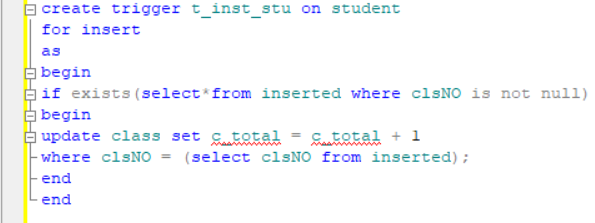 create trigger t_inst_stu on student
for insert
as
begin
if exists(select*from inserted where clsNO is not null)
begin
update class set c_total = c_total + 1
where clsNO = (select clsNO from inserted);
end
end